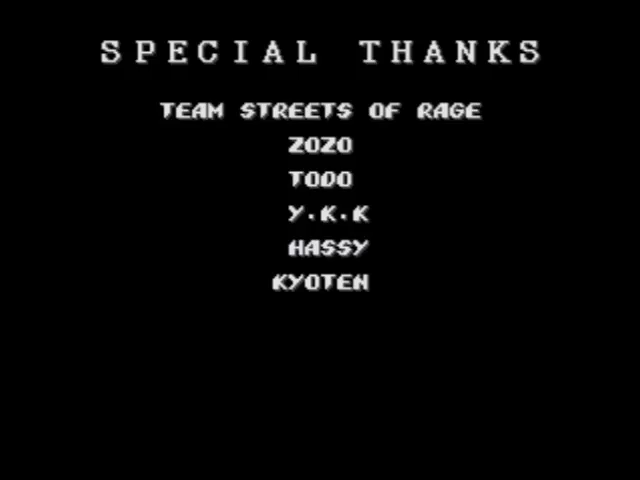 SPECIAL THANKS
TEAM STREETS OF RAGE
ZOZO
TODO
Y.K.K
HASSY
KYOTEN